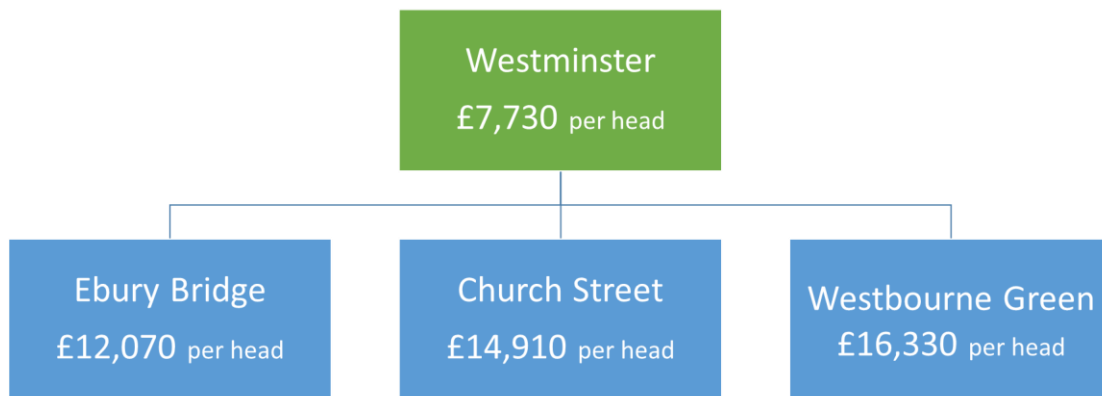 Westminster
£7,730 per head
Ebury Bridge
£12,070 per head
Church Street
£14,910 per head
Westbourne Green
£16,330 per head